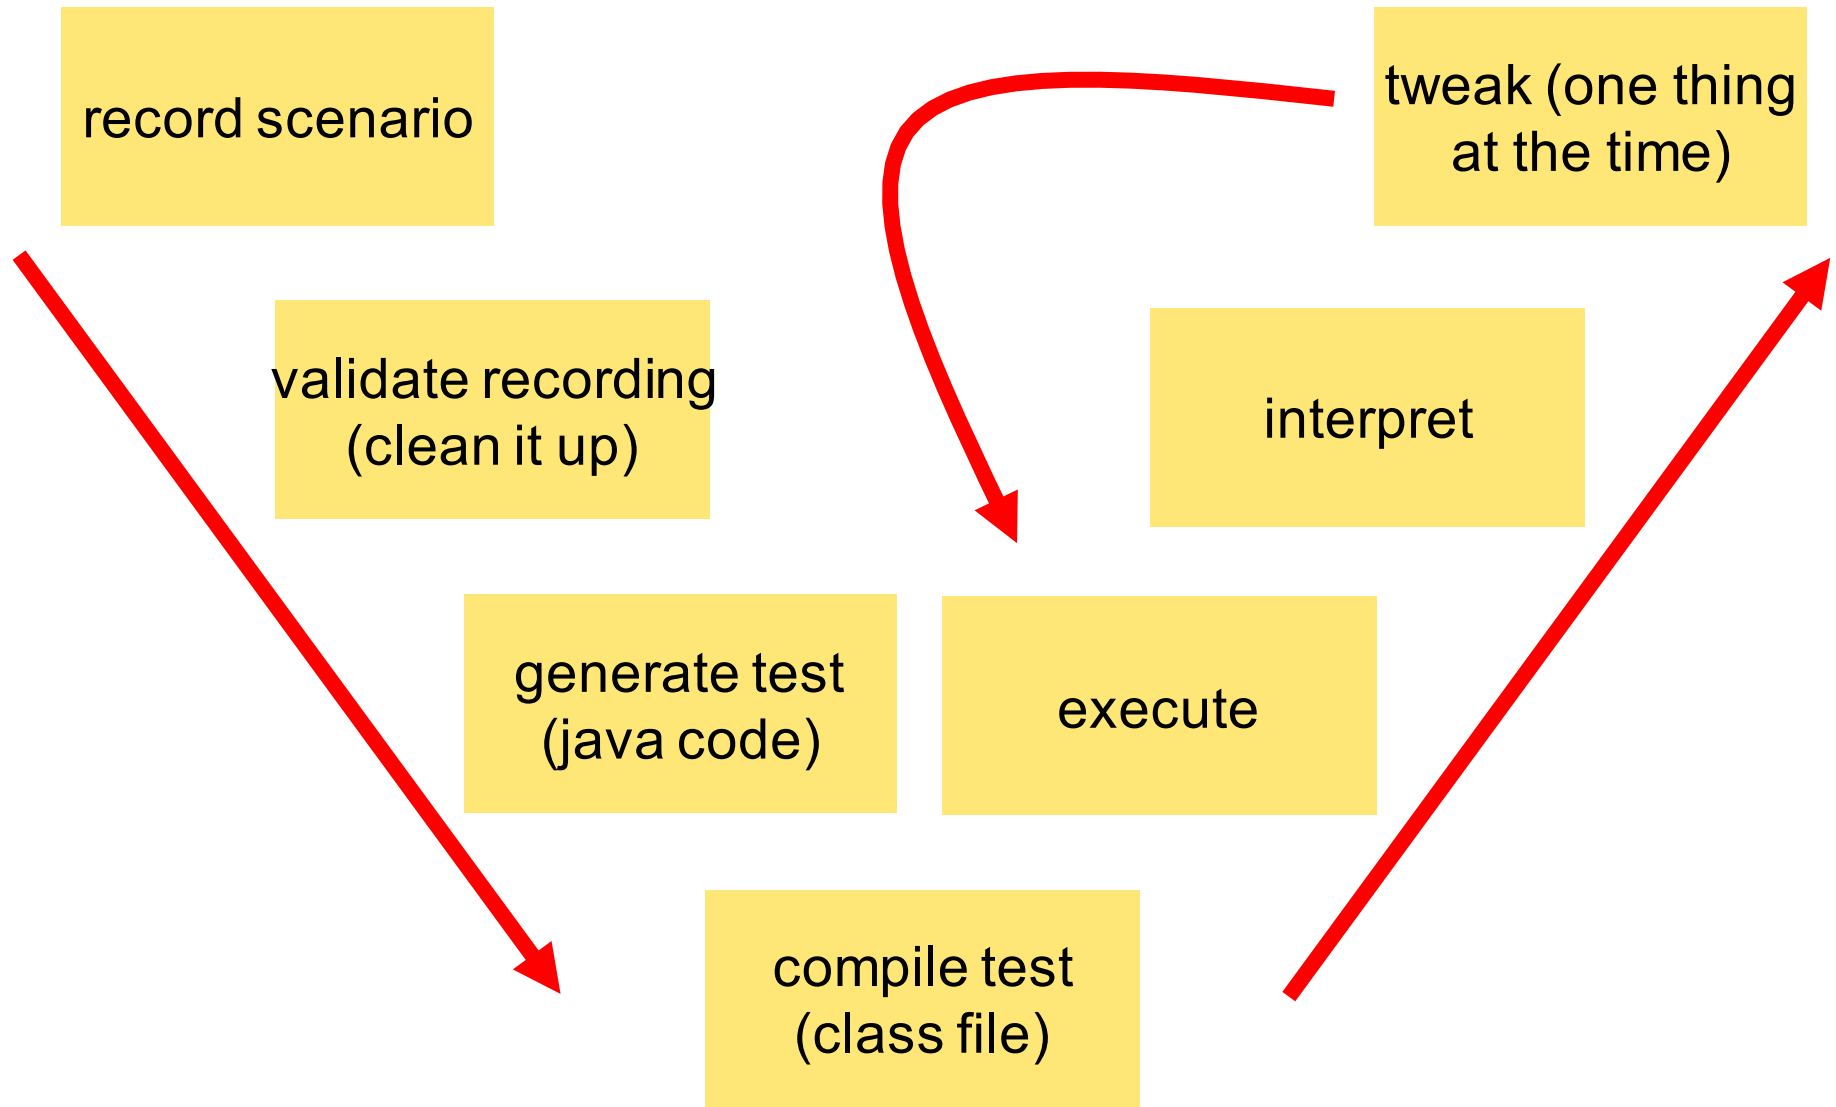 record scenario
validate recording
(clean it up)
generate test
(java code)
compile test
(class file)
execute
interpret
tweak (one thing
at the time)